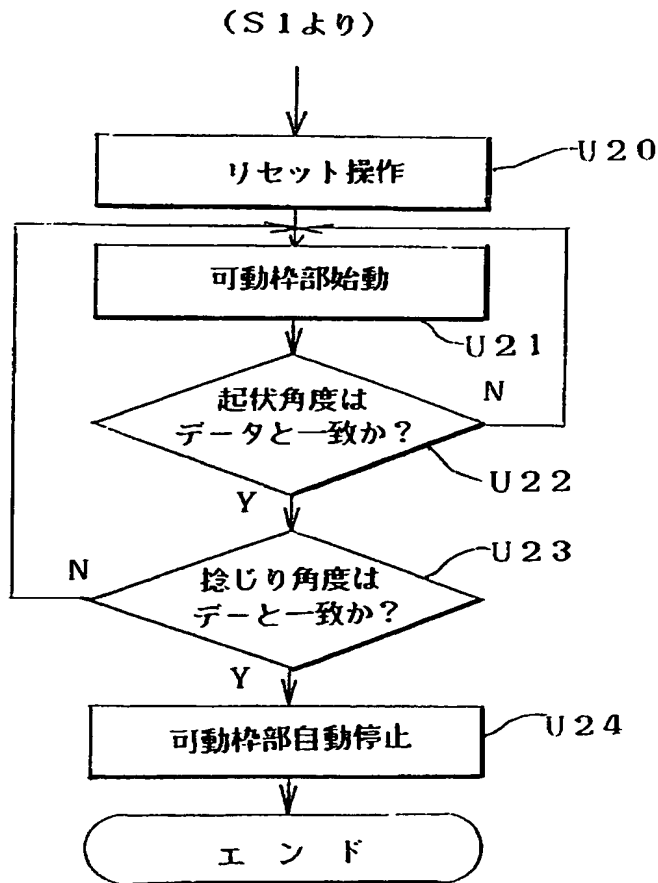 (S1より)
リセット操作
U20
可動枠部始動
U21
起状角度は
データと一致か?
N
U22
Y
U23
捻じり角度は
デーと一致か?
N
Y
可動枠部自動停止
U24
エンド